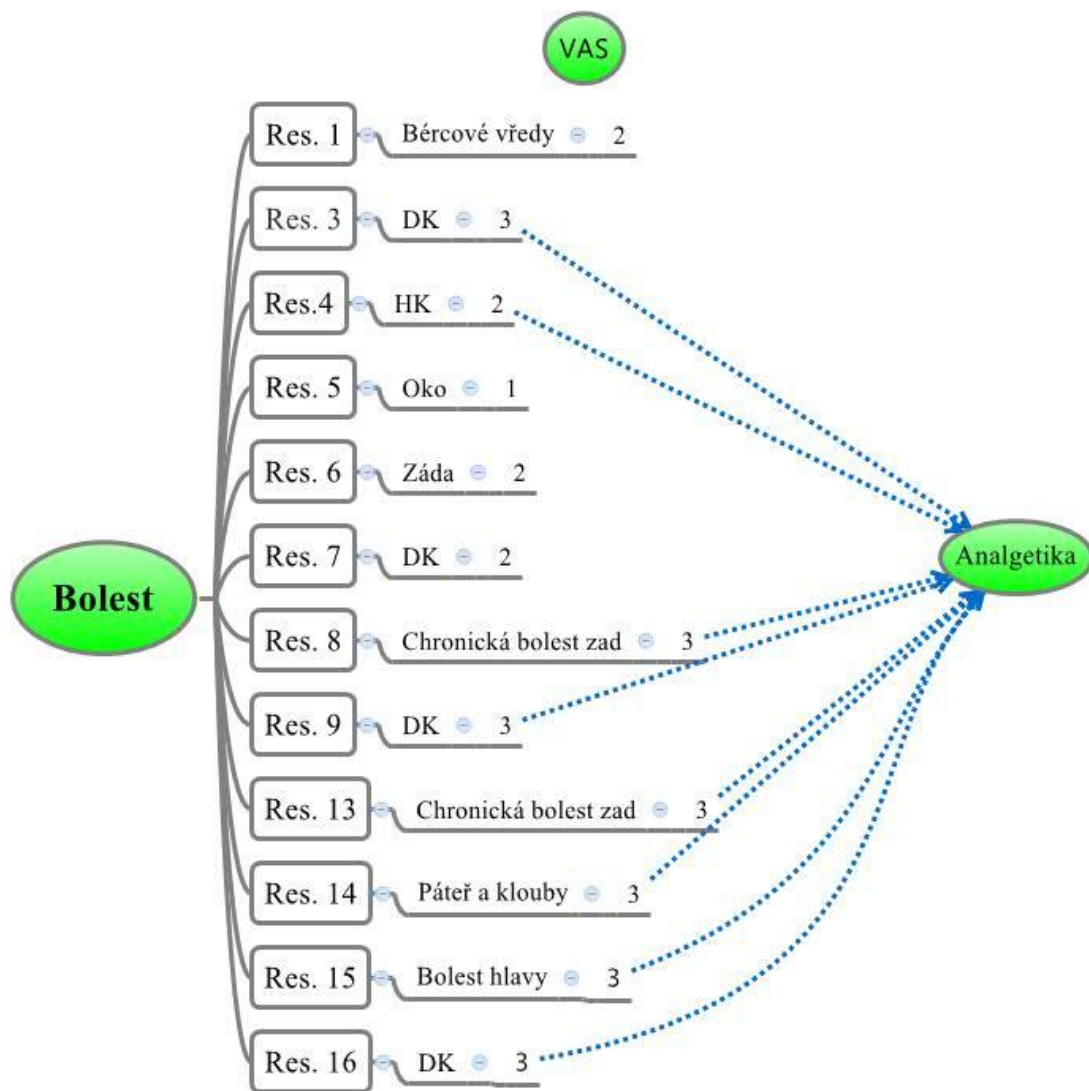 VAS
Res. 1 Bércové vředy 2
Res. 3 DK 3
Res.4 HK 2
Res. 5 Oko 1
Res. 6 Záda 2
Res. 7 DK 2
Analgetika
Bolest
Res. 8 Chronická bolest zad 3
Res. 9 DK 3
Res. 13 Chronická bolest zad 3
Res. 14 Páteř a klouby 3
Res. 15 Bolest hlavy 3
Res. 16 DK 3